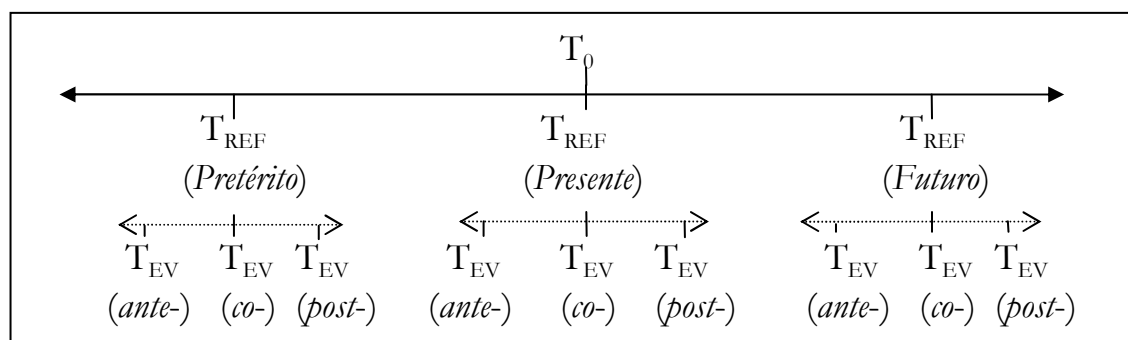 T0
TREF TREF TREF
(Pretérito) (Presente) (Futuro)
TEV TEV TEV TEV TEV TEV TEV TEV TEV
(ante-) (co-) (post-) (ante-) (co-) (post-) (ante-) (co-) (post-)